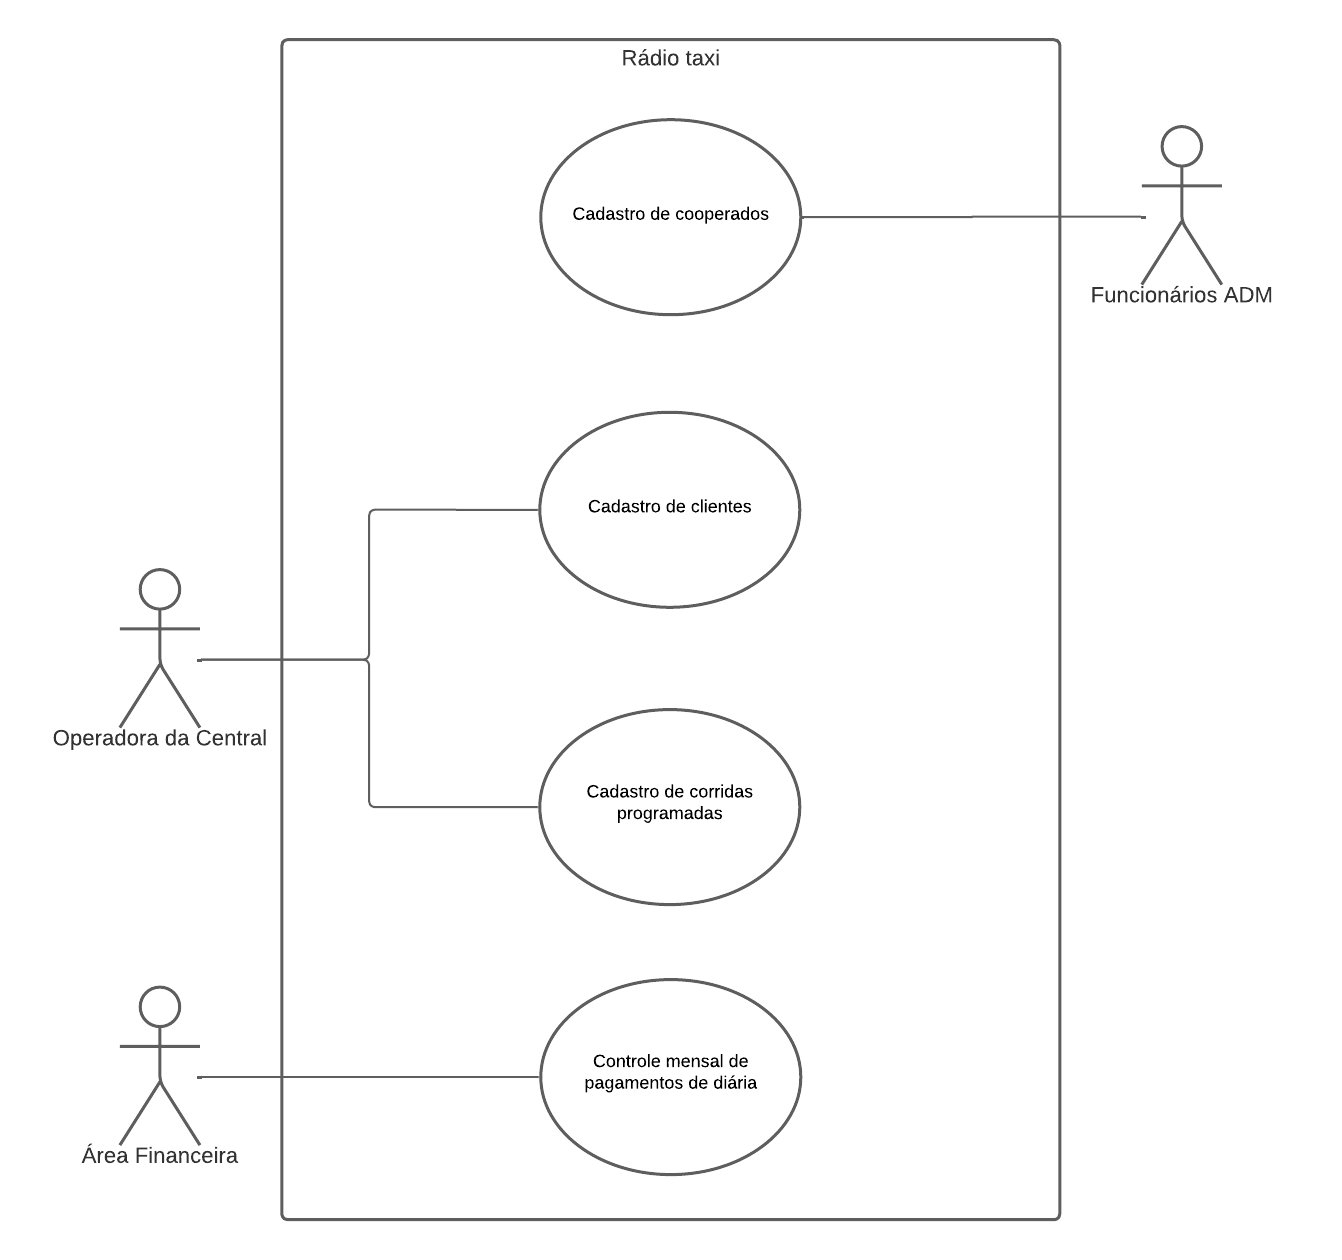 Rádio taxi
Cadastro de cooperados
Funcionários ADM
Cadastro de clientes
Operadora da Central
Cadastro de corridas
programadas
Controle mensal de
pagamentos de diária
Área Financeira